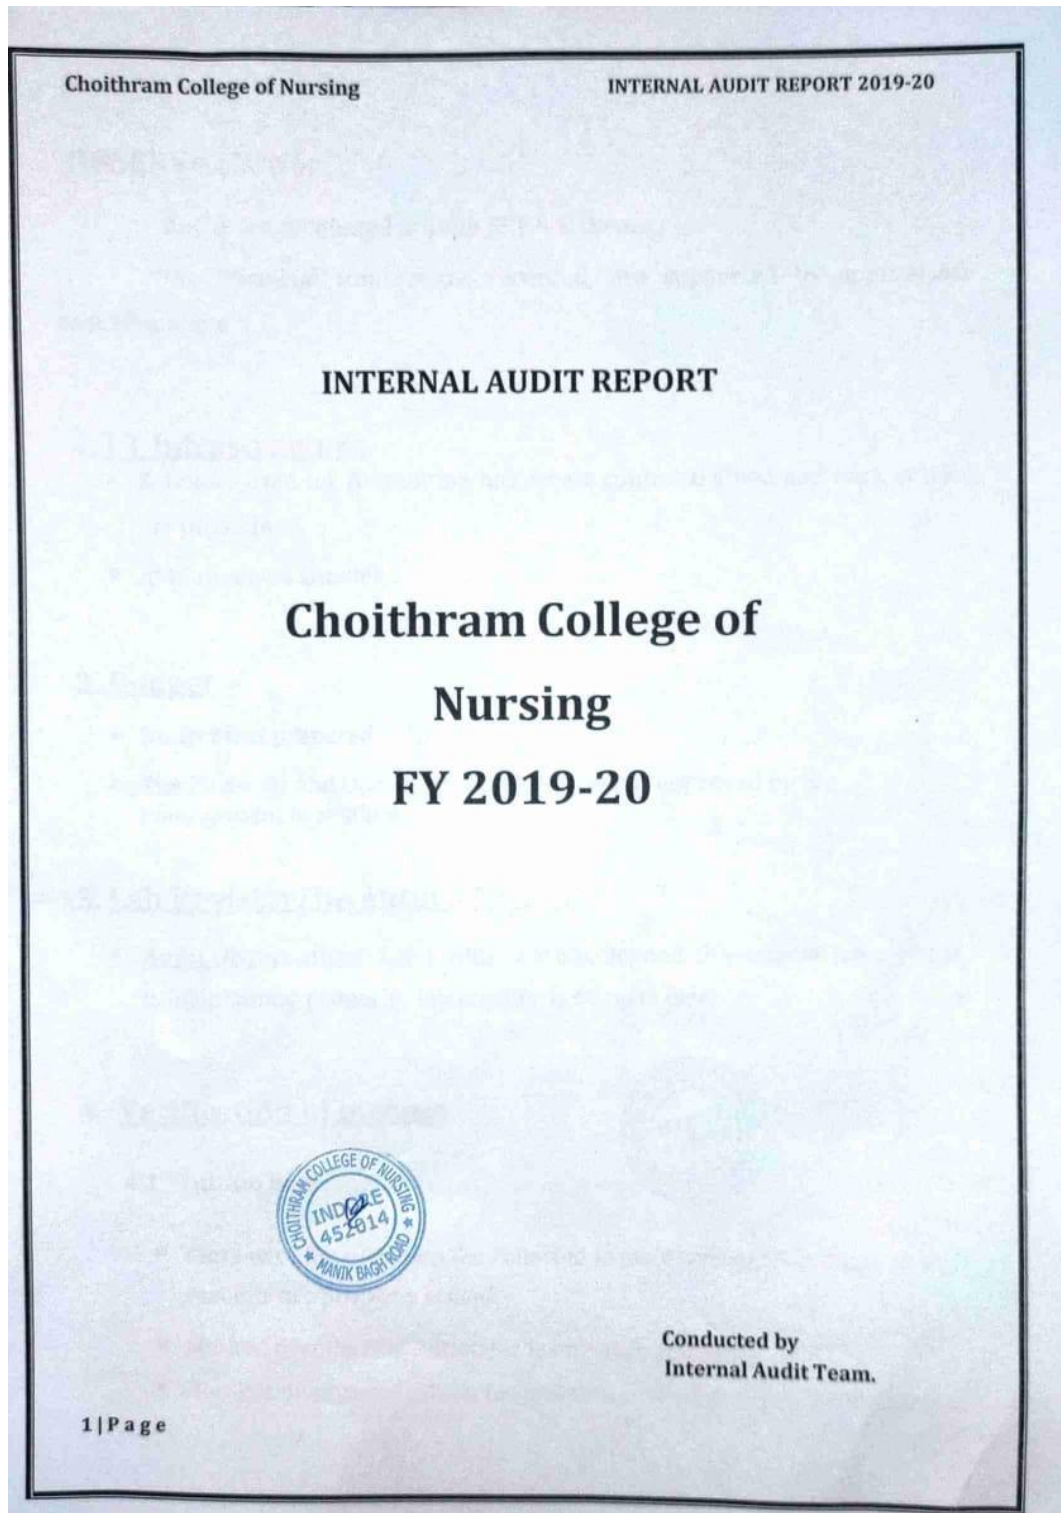 Choithram College of Nursing
INTERNAL AUDIT REPORT 2019-20
INTERNAL AUDIT REPORT
Choithram College of
Nursing
FY 2019-20
CHOITHRAM COLLEGE OF NURSING
INDORE
452014
★ MANIK BAGH ROAD ★
Conducted by
Internal Audit Team.
1|Page